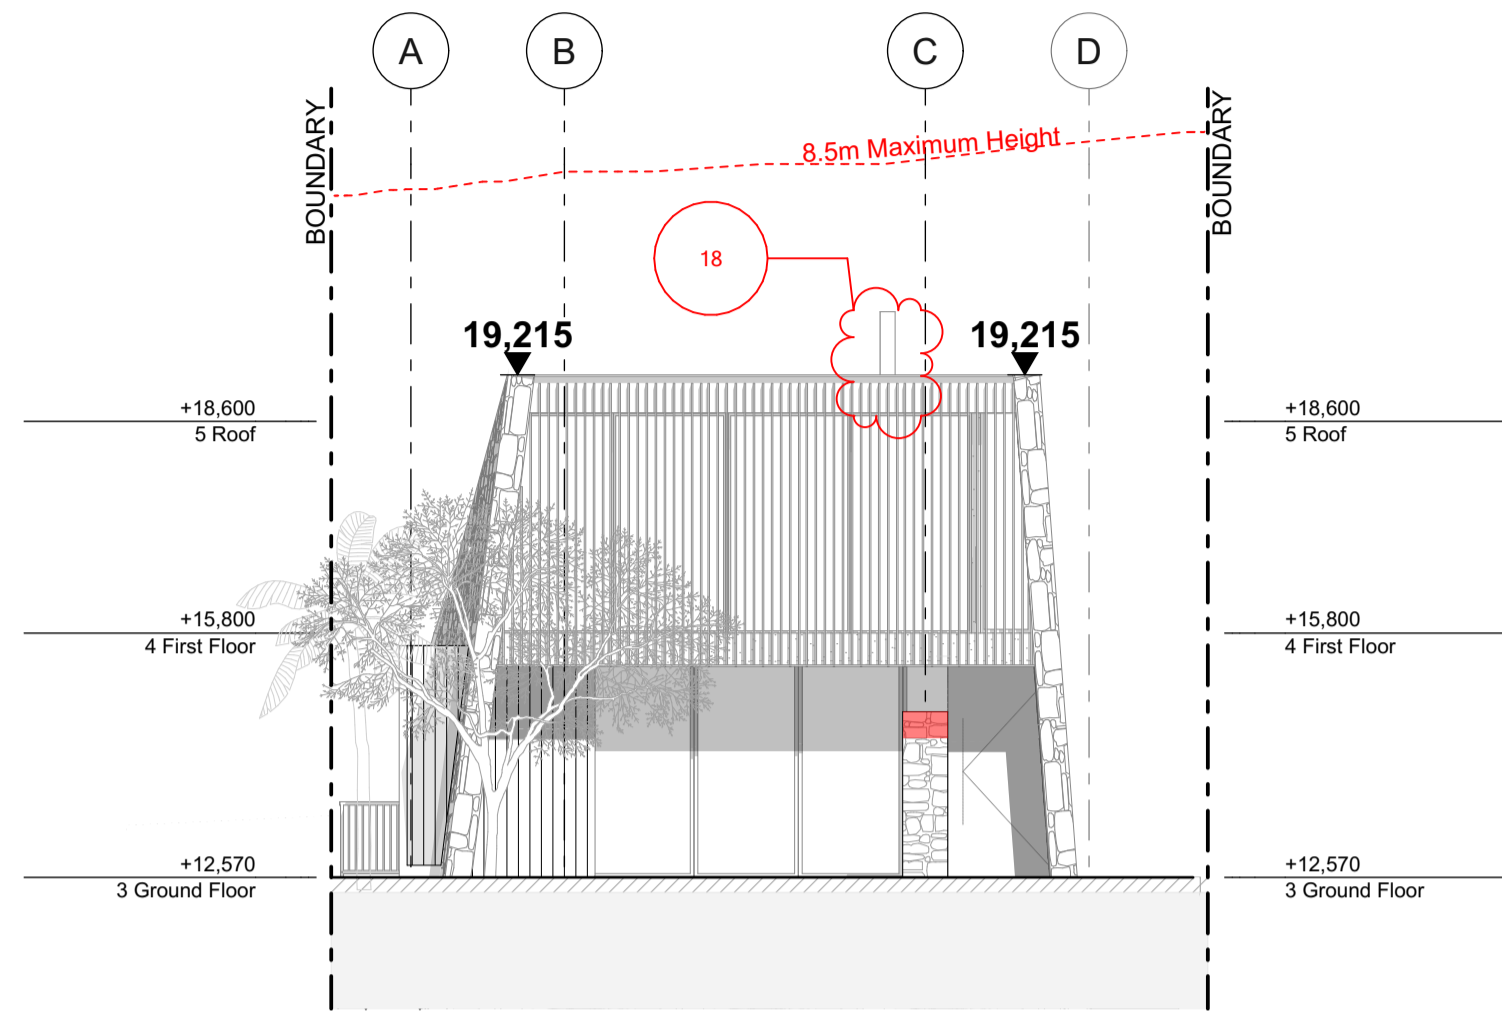 A
B
C
D
BOUNDARY
BOUNDARY
8.5m Maximum Height
18
19,215
19,215
+18,600
5 Roof
+18,600
5 Roof
+15,800
4 First Floor
+15,800
4 First Floor
+12,570
3 Ground Floor
+12,570
3 Ground Floor